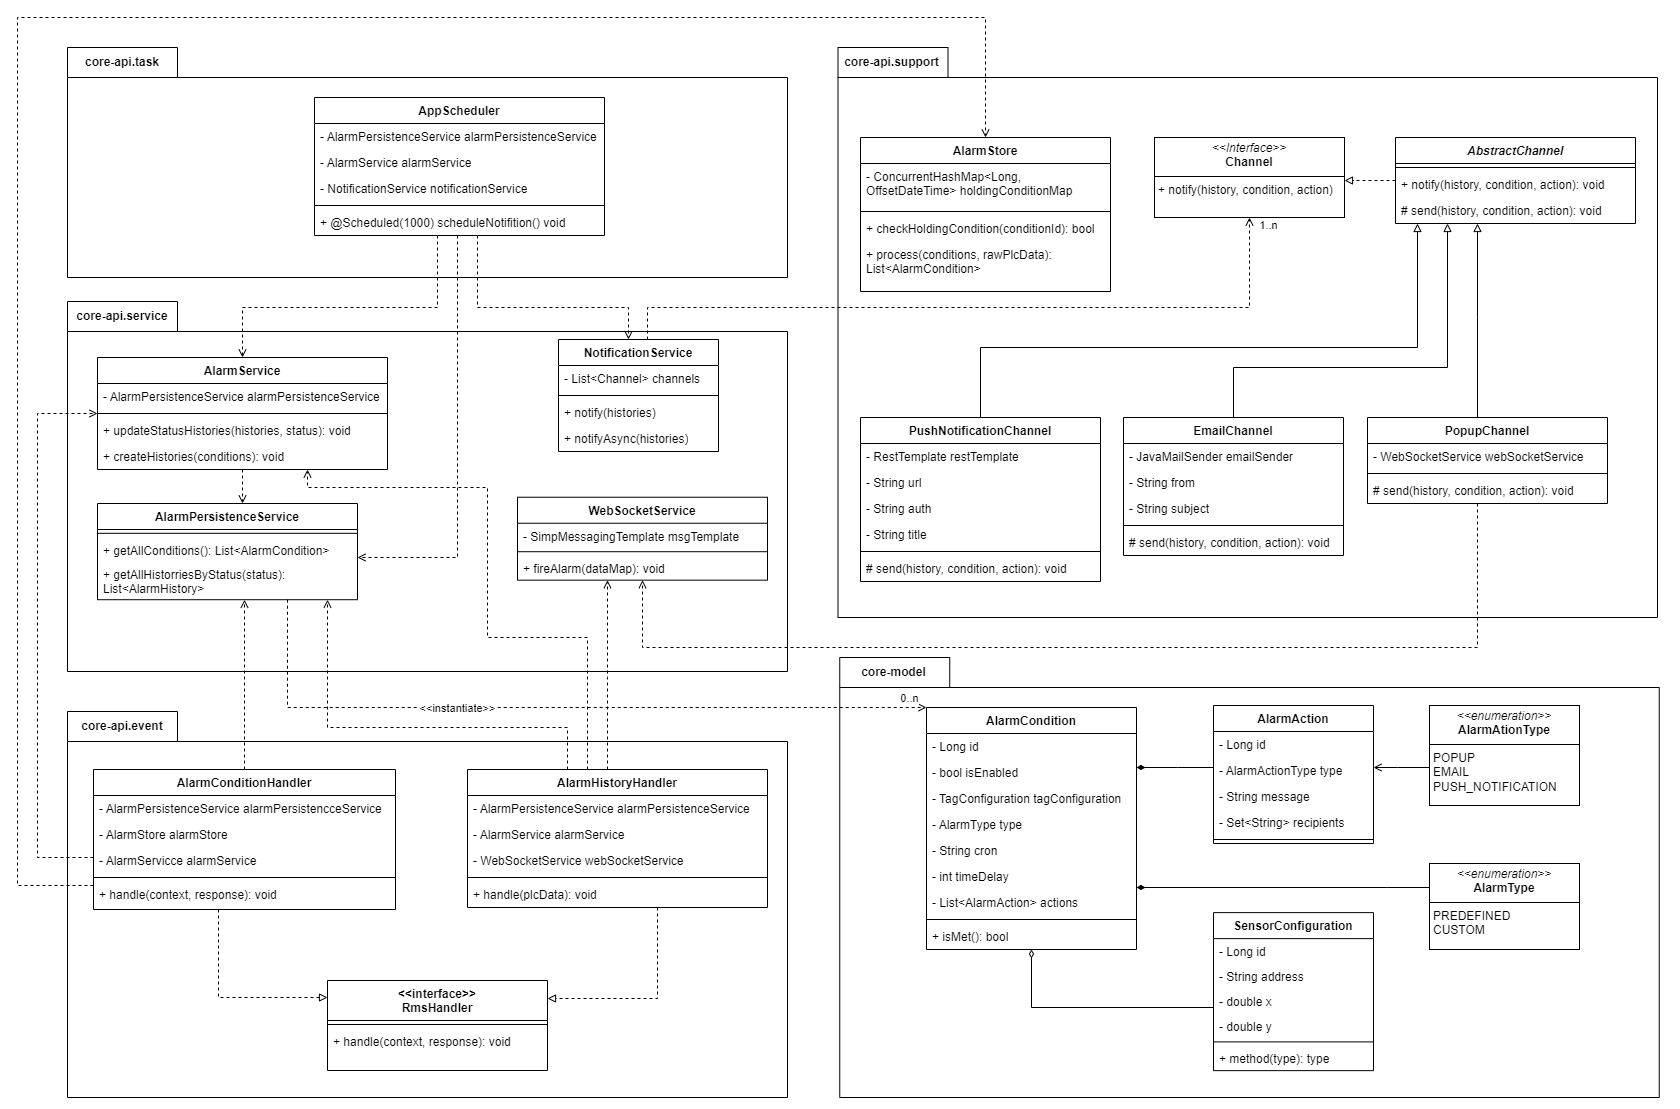 core-api.task
AppScheduler
- AlarmPersistenceService alarmPersistenceService
- AlarmService alarmService
- NotificationService notificationService
+ @Scheduled(1000) scheduleNotifition() void
core-api.service
AlarmService
- AlarmPersistenceService alarmPersistenceService
+ updateStatusHistories(histories, status): void
+ createHistories(conditions): void
NotificationService
- List<Channel> channels
+ notify(histories)
+ notifyAsync(histories)
AlarmPersistenceService
+ getAllConditions(): List<AlarmCondition>
+ getAllHistorriesByStatus(status):
List<AlarmHistory>
WebSocketService
- SimpMessagingTemplate msgTemplate
+ fireAlarm(dataMap): void
<<instantiate>>
0..n
core-api.event
AlarmConditionHandler
- AlarmPersistenceService alarmPersistencceService
- AlarmStore alarmStore
- AlarmServicce alarmService
+ handle(context, response): void
AlarmHistoryHandler
- AlarmPersistenceService alarmPersistenceService
- AlarmService alarmService
- WebSocketService webSocketService
+ handle(plcData): void
<<interface>>
RmsHandler
+ handle(context, response): void
core-api.support
AlarmStore
- ConcurrentHashMap<Long,
OffsetDateTime> holdingConditionMap
+ checkHoldingCondition(conditionId): bool
+ process(conditions, rawPlcData):
List<AlarmCondition>
<<Interface>>
Channel
+ notify(history, condition, action)
1..n
AbstractChannel
+ notify(history, condition, action): void
# send(history, condition, action): void
PushNotificationChannel
- RestTemplate restTemplate
- String url
- String auth
- String title
# send(history, condition, action): void
EmailChannel
- JavaMailSender emailSender
- String from
- String subject
# send(history, condition, action): void
PopupChannel
- WebSocketService webSocketService
# send(history, condition, action): void
core-model
AlarmCondition
- Long id
- bool isEnabled
- TagConfiguration tagConfiguration
- AlarmType type
- String cron
- int timeDelay
- List<AlarmAction> actions
+ isMet(): bool
AlarmAction
- Long id
- AlarmActionType type
- String message
- Set<String> recipients
<<enumeration>>
AlarmAtionType
POPUP
EMAIL
PUSH_NOTIFICATION
<<enumeration>>
AlarmType
PREDEFINED
CUSTOM
SensorConfiguration
- Long id
- String address
- double x
- double y
+ method(type): type